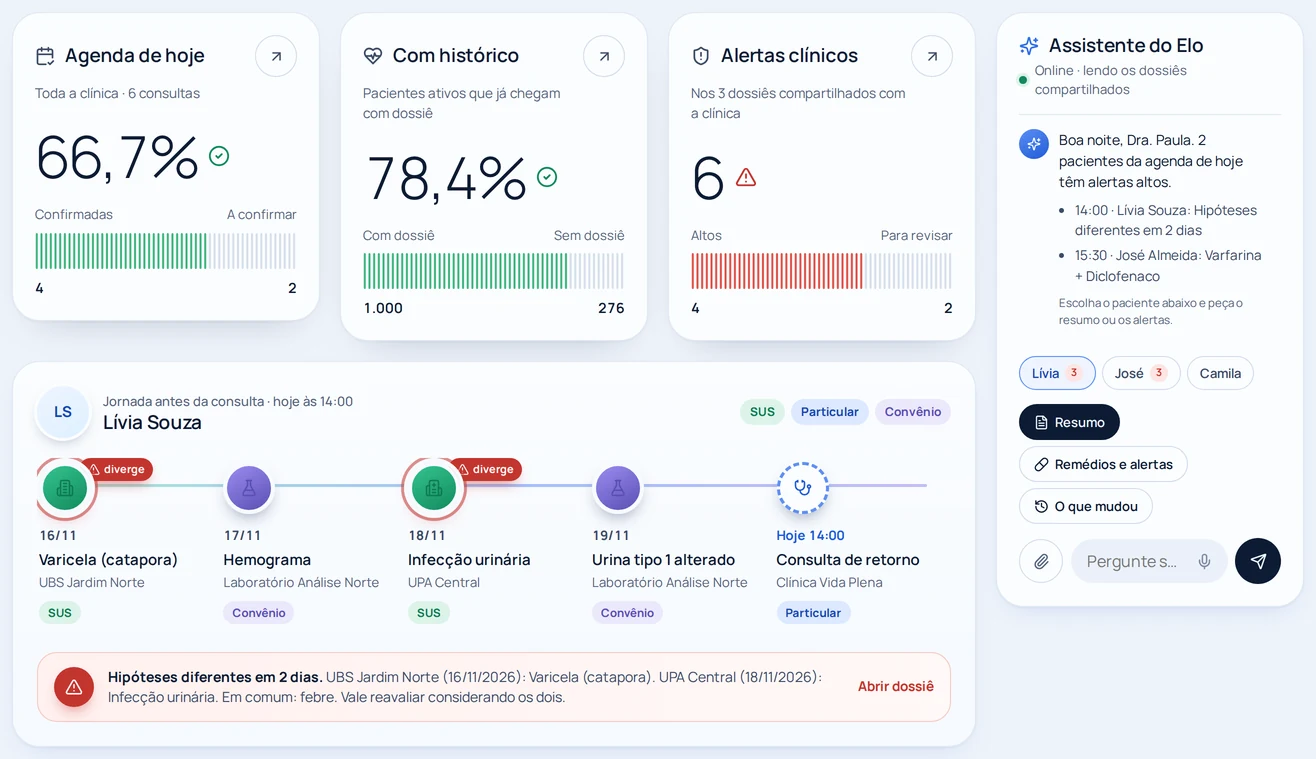 Agenda de hoje
Toda a clínica · 6 consultas
66,7%
Confirmadas A confirmar
4 2
Com histórico
Pacientes ativos que já chegam
com dossiê
78,4%
Com dossiê Sem dossiê
1.000 276
Alertas clínicos
Nos 3 dossiês compartilhados com
a clínica
6
Altos Para revisar
4 2
LS
Jornada antes da consulta · hoje às 14:00
Lívia Souza
SUS Particular Convênio
diverge
16/11
Varicela (catapora)
UBS Jardim Norte
SUS
17/11
Hemograma
Laboratório Análise Norte
Convênio
diverge
18/11
Infecção urinária
UPA Central
SUS
19/11
Urina tipo 1 alterado
Laboratório Análise Norte
Convênio
Hoje 14:00
Consulta de retorno
Clínica Vida Plena
Particular
Hipóteses diferentes em 2 dias. UBS Jardim Norte (16/11/2026): Varicela (catapora). UPA Central (18/11/2026):
Infecção urinária. Em comum: febre. Vale reavaliar considerando os dois.
Abrir dossiê
Assistente do Elo
Online · lendo os dossiês
compartilhados
Boa noite, Dra. Paula. 2
pacientes da agenda de hoje
têm alertas altos.
• 14:00 · Lívia Souza: Hipóteses
diferentes em 2 dias
• 15:30 · José Almeida: Varfarina
+ Diclofenaco
Escolha o paciente abaixo e peça o
resumo ou os alertas.
Lívia 3 José 3 Camila
Resumo
Remédios e alertas
O que mudou
Pergunte s...